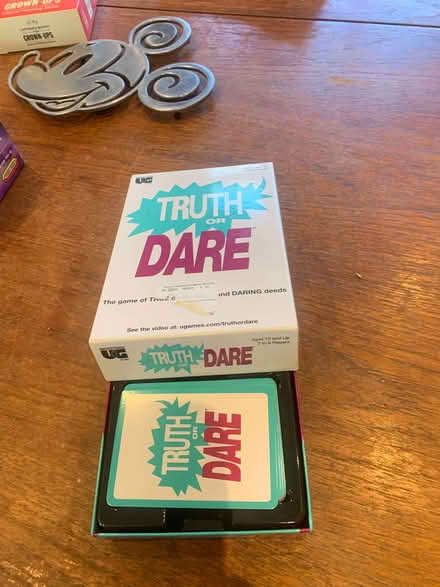 GROWN-UPS
GROWN-UPS
UG
TRUTH
OR
DARE
The game of and DARING deeds
See the video at: ugames.com/truthordare
UG
TRUTH OR DARE
TRUTH
OR
DARE